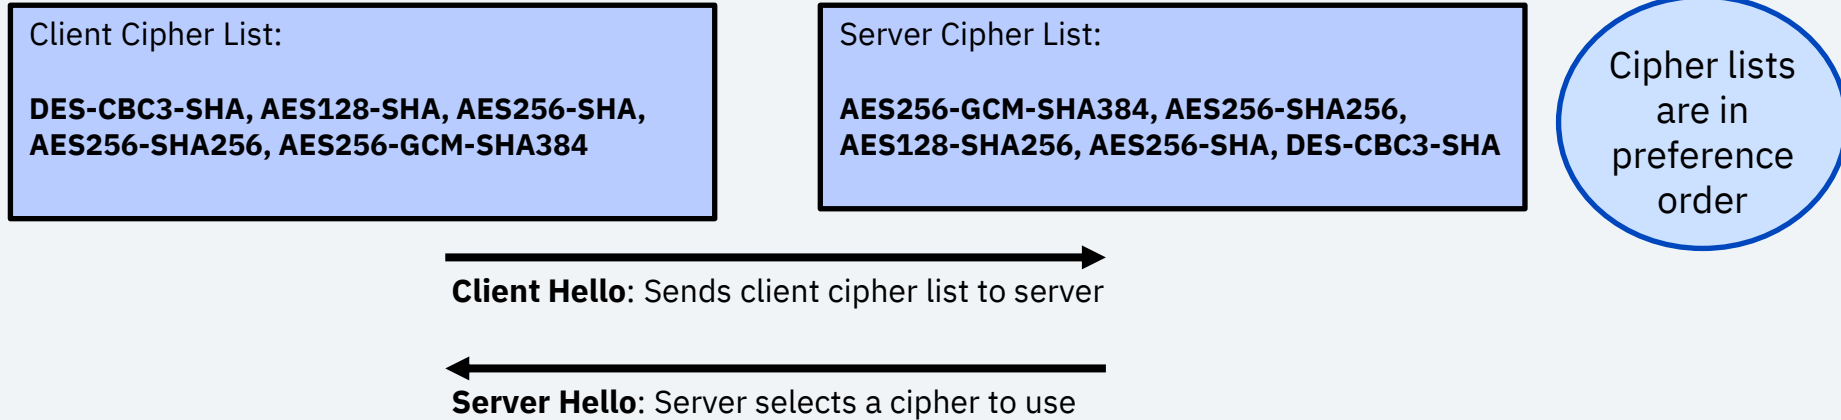 Client Cipher List:
DES-CBC3-SHA, AES128-SHA, AES256-SHA,
AES256-SHA256, AES256-GCM-SHA384
Server Cipher List:
AES256-GCM-SHA384, AES256-SHA256,
AES128-SHA256, AES256-SHA, DES-CBC3-SHA
Cipher lists
are in
preference
order
Client Hello: Sends client cipher list to server
Server Hello: Server selects a cipher to use